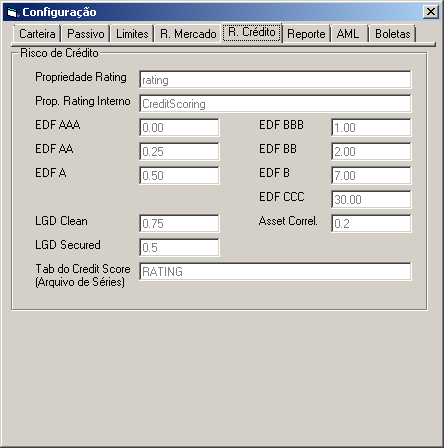 Configuração
Carteira Passivo Limites R. Mercado R. Crédito Reporte AML Boletas
Risco de Crédito
Propriedade Rating rating
Prop. Rating Interno CreditScoring
EDF AAA 0.00 EDF BBB 1.00
EDF AA 0.25 EDF BB 2.00
EDF A 0.50 EDF B 7.00
EDF CCC 30.00
LGD Clean 0.75 Asset Correl. 0.2
LGD Secured 0.5
Tab do Credit Score RATING
(Arquivo de Séries)